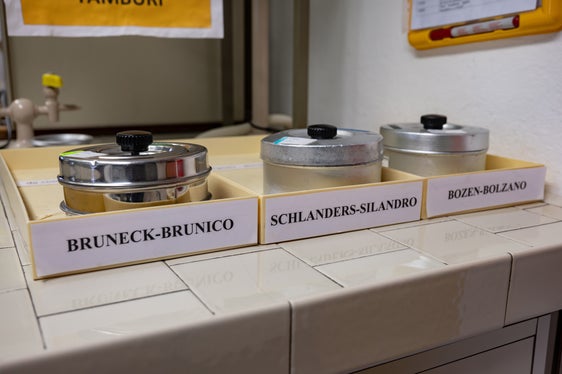 TAMBURI
BRUNECK-BRUNICO
SCHLANDERS-SILANDRO
BOZEN-BOLZANO